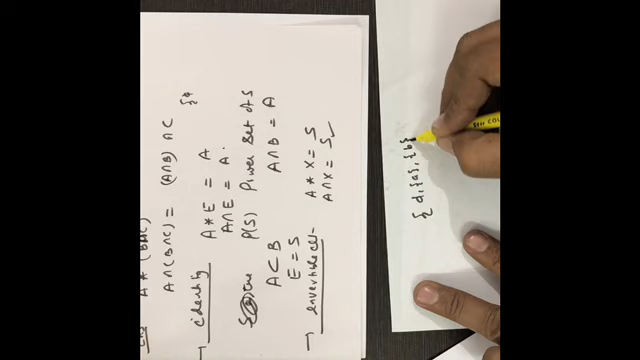 A * (B∩C)
A∩(B∩C) = (A∩B)∩C
→ identity
A * E = A
A∩E = A.
P(S) Power set of S
A ⊂ B A∩B = A
E = S
→
A * X = S
A∩X = S
{ ϕ, {a}, {b}